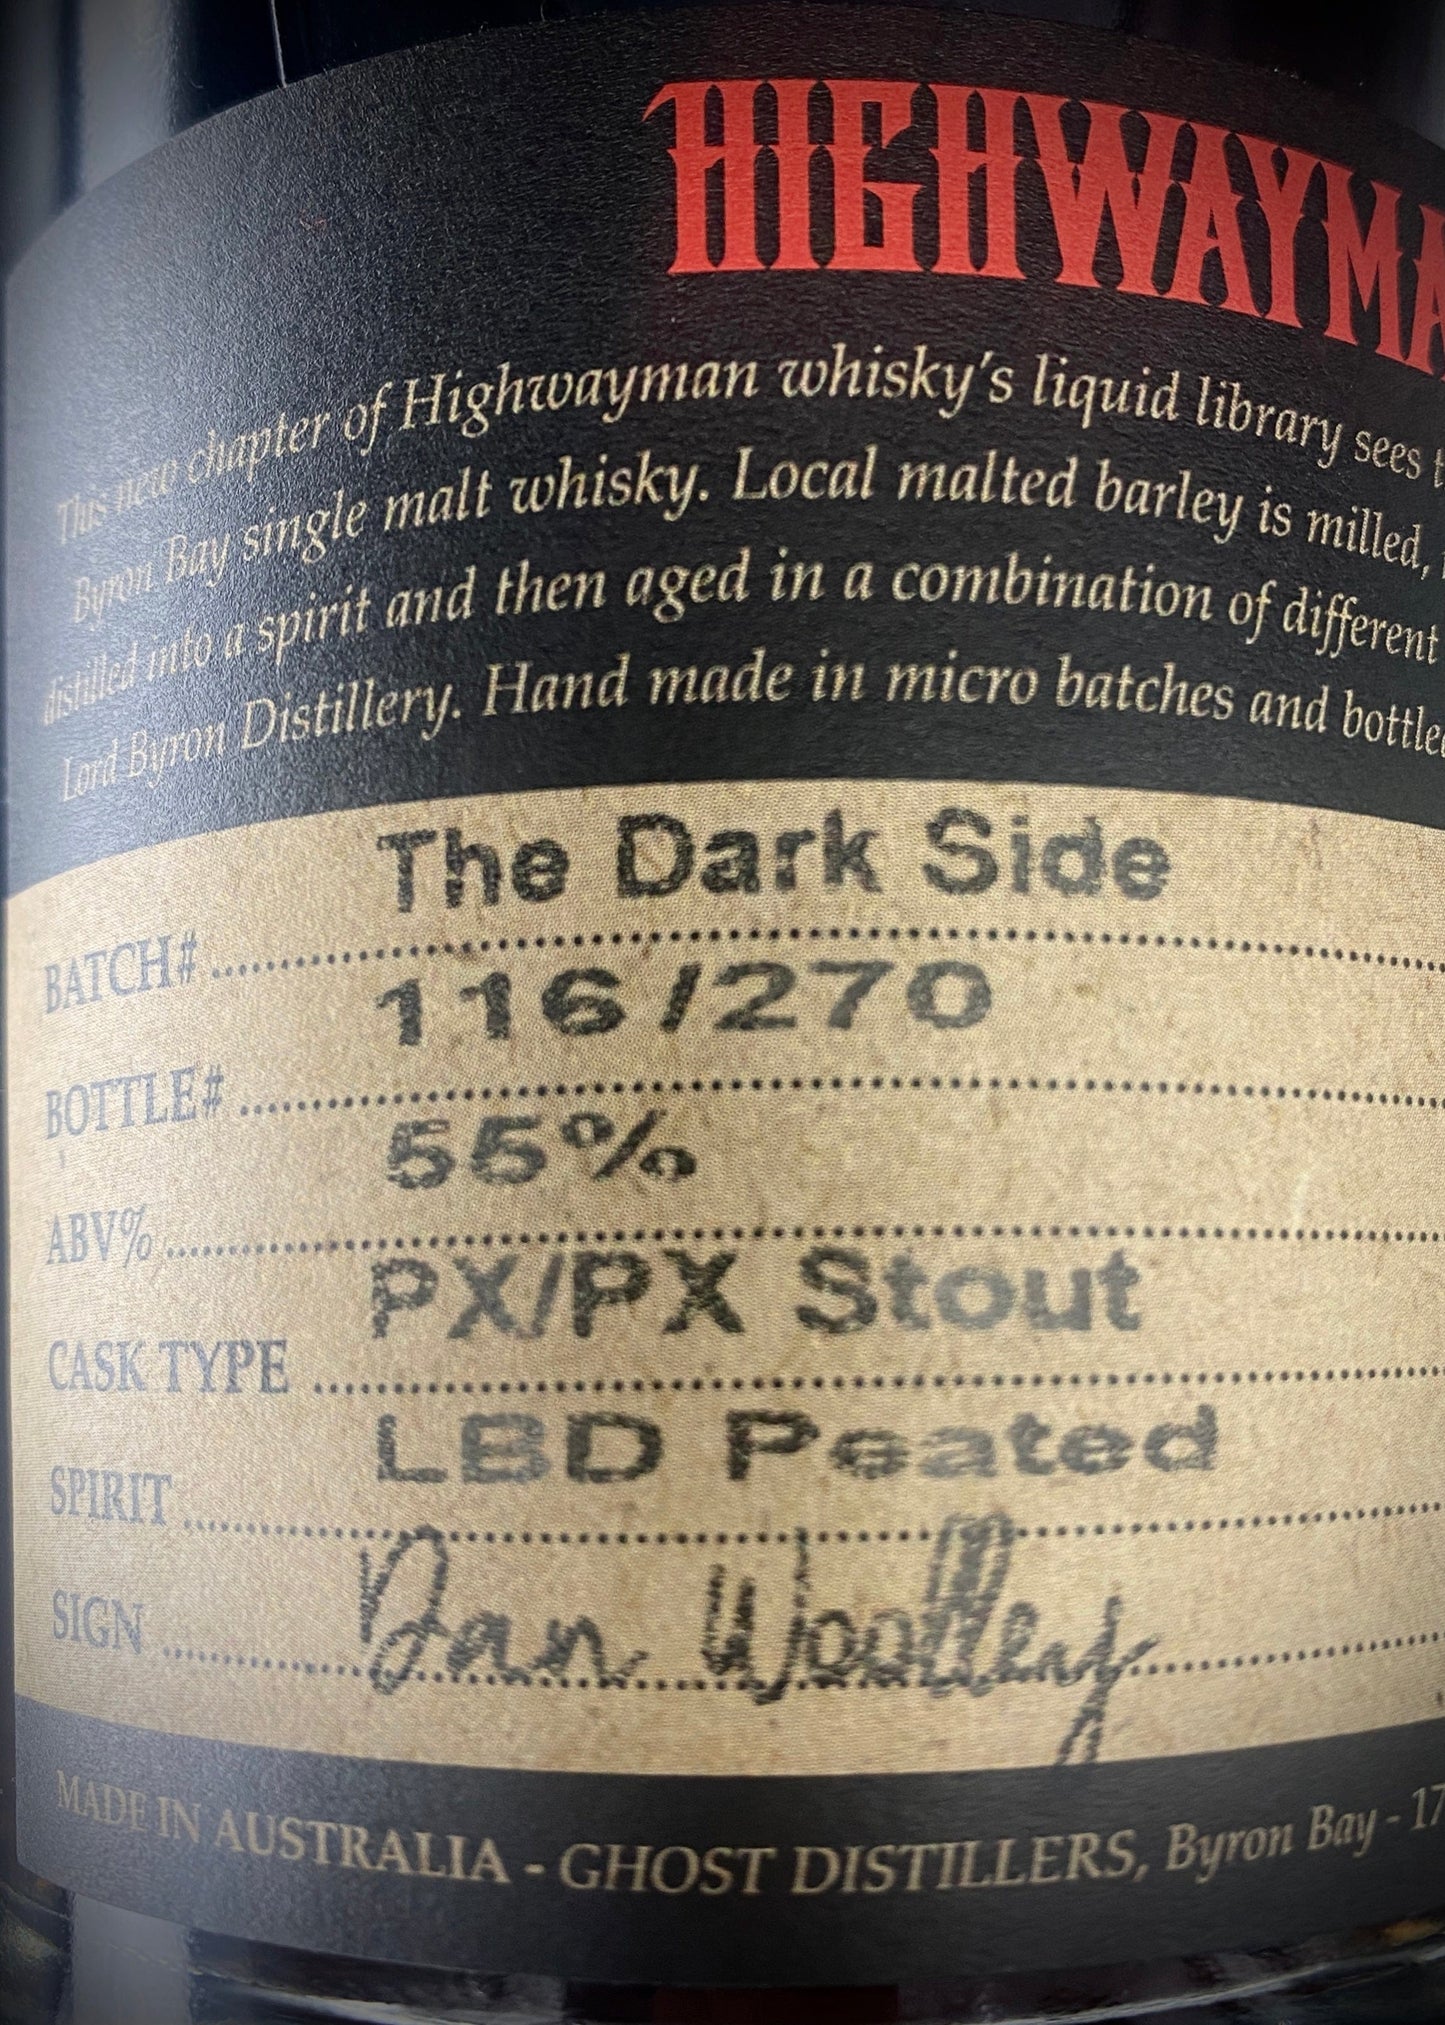 HIGHWAYMA
This new chapter of Highwayman whisky's liquid library sees t
Byron Bay single malt whisky. Local malted barley is milled,
distilled into a spirit and then aged in a combination of different
Lord Byron Distillery. Hand made in micro batches and bottled
The Dark Side
BATCH#
116/270
BOTTLE#
55%
ABV%
PX/PX Stout
CASK TYPE
LBD Peated
SPIRIT
SIGN Dan Woolley
MADE IN AUSTRALIA - GHOST DISTILLERS, Byron Bay - 17